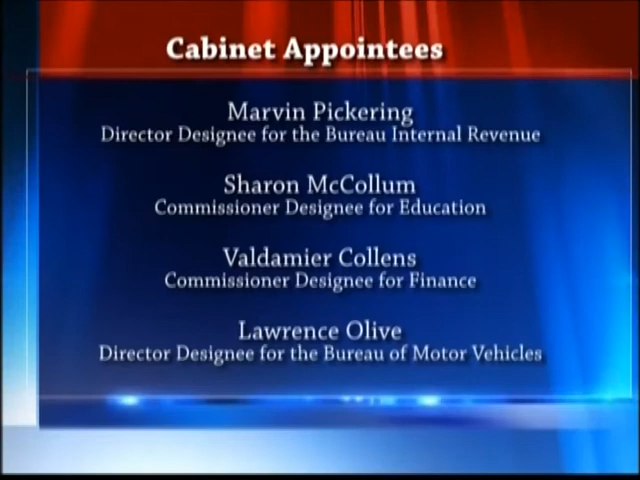 Cabinet Appointees
Marvin Pickering
Director Designee for the Bureau Internal Revenue
Sharon McCollum
Commissioner Designee for Education
Valdamier Collens
Commissioner Designee for Finance
Lawrence Olive
Director Designee for the Bureau of Motor Vehicles